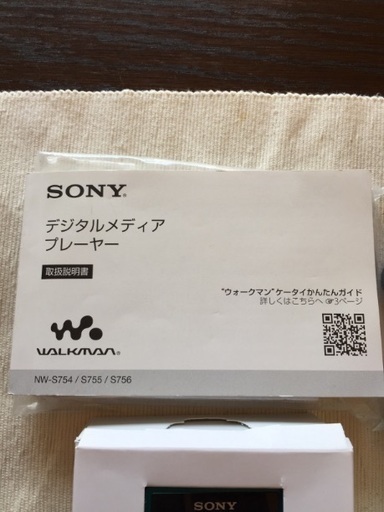 SONY
デジタルメディア
プレーヤー
取扱説明書
"ウォークマン"ケータイかんたんガイド
詳しくはこちらへ☞3ページ
WALKMAN
NW-S754 / S755 / S756
SONY